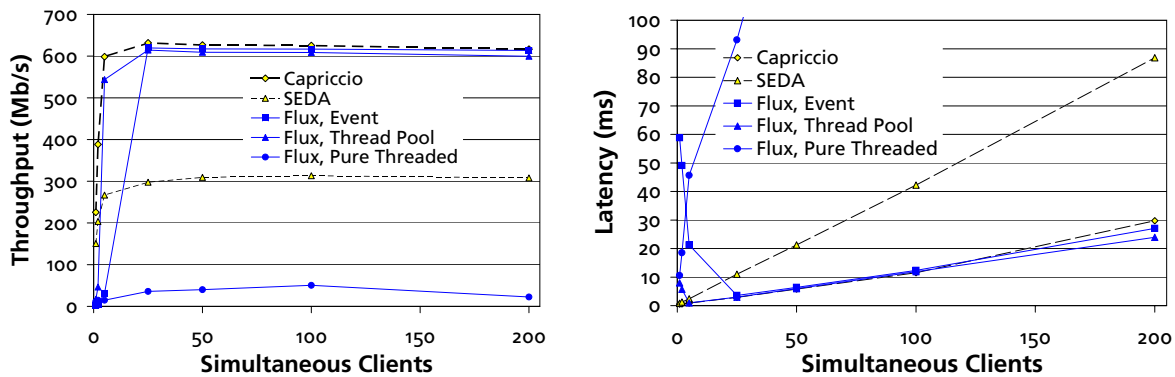 Throughput (Mb/s)
700
600
500
400
300
200
100
0
0
50
100
150
200
Simultaneous Clients
Capriccio
SEDA
Flux, Event
Flux, Thread Pool
Flux, Pure Threaded
Latency (ms)
100
90
80
70
60
50
40
30
20
10
0
0
50
100
150
200
Simultaneous Clients
Capriccio
SEDA
Flux, Event
Flux, Thread Pool
Flux, Pure Threaded